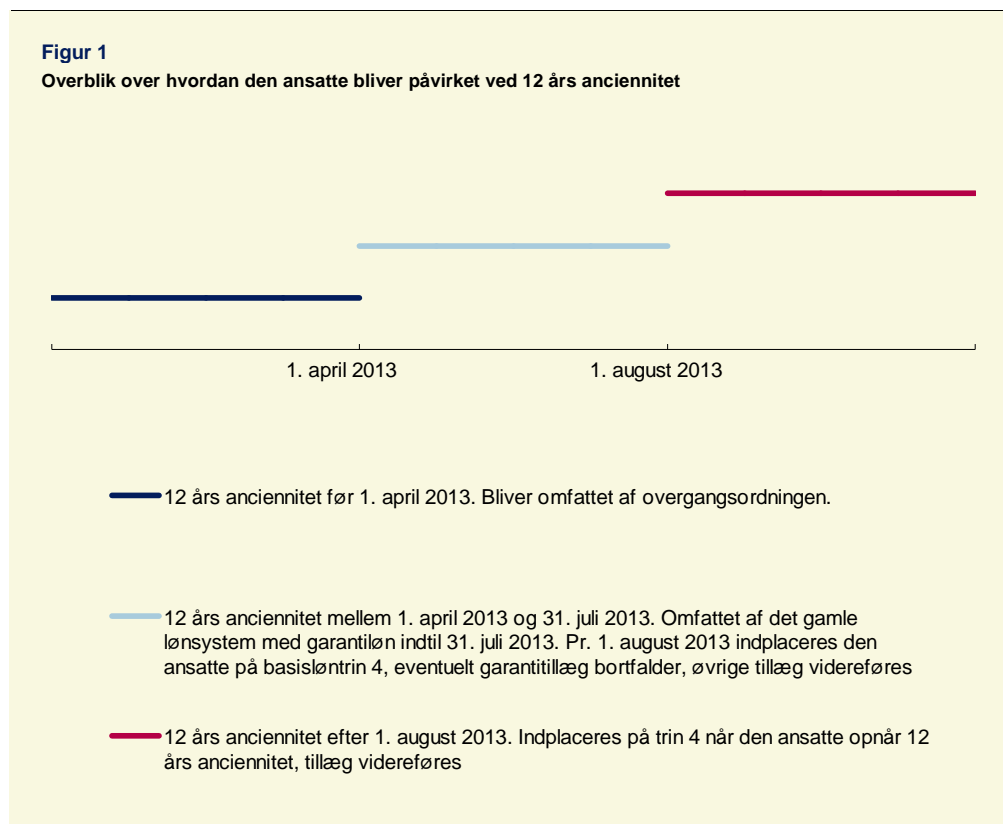 Figur 1
Overblik over hvordan den ansatte bliver påvirket ved 12 års anciennitet
1. april 2013
1. august 2013
12 års anciennitet før 1. april 2013. Bliver omfattet af overgangsordningen.
12 års anciennitet mellem 1. april 2013 og 31. juli 2013. Omfattet af det gamle
lønsystem med garantiløn indtil 31. juli 2013. Pr. 1. august 2013 indplaceres den
ansatte på basisløntrin 4, eventuelt garantitillæg bortfalder, øvrige tillæg videreføres
12 års anciennitet efter 1. august 2013. Indplaceres på trin 4 når den ansatte opnår 12
års anciennitet, tillæg videreføres